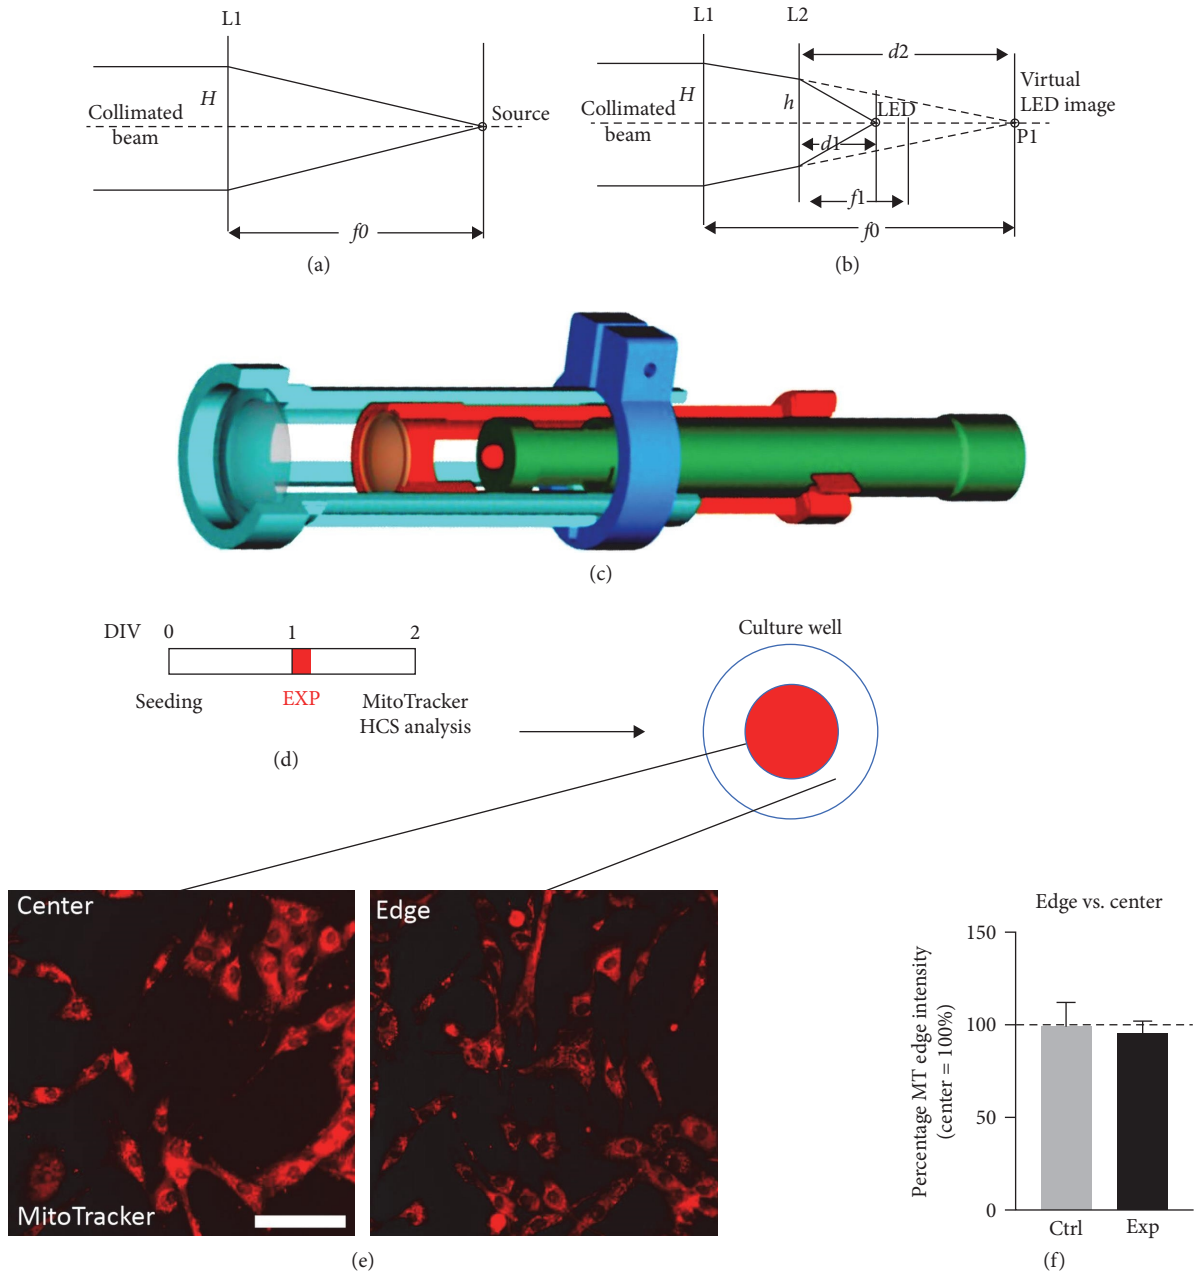 L1
H
Collimated
beam
Source
f0
(a)
L1
L2
d2
H
h
Collimated
beam
LED
Virtual
LED image
P1
d1
f1
f0
(b)
(c)
DIV
0
1
2
Seeding
EXP
MitoTracker
HCS analysis
(d)
Culture well
Center
MitoTracker
Edge
(e)
Edge vs. center
Percentage MT edge intensity
(center = 100%)
150
100
50
0
Ctrl
Exp
(f)